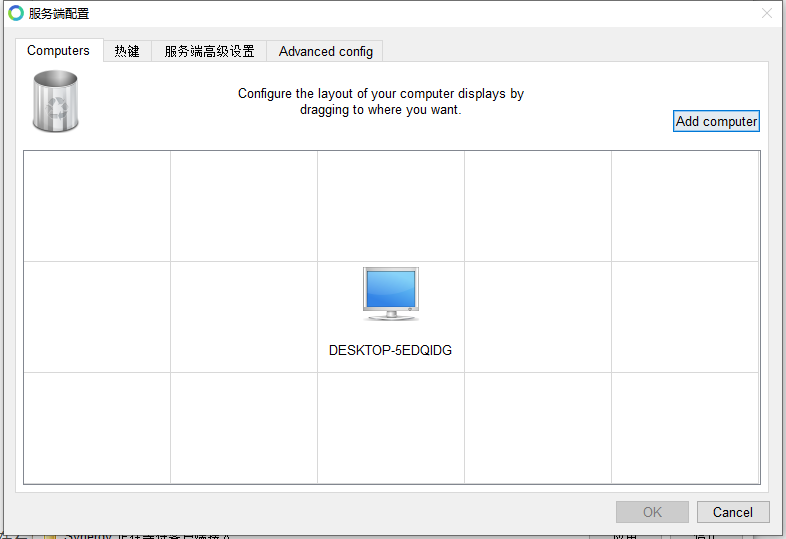 服务端配置
Computers
热键
服务端高级设置
Advanced config
Configure the layout of your computer displays by
dragging to where you want.
Add computer
DESKTOP-5EDQIDG
OK
Cancel